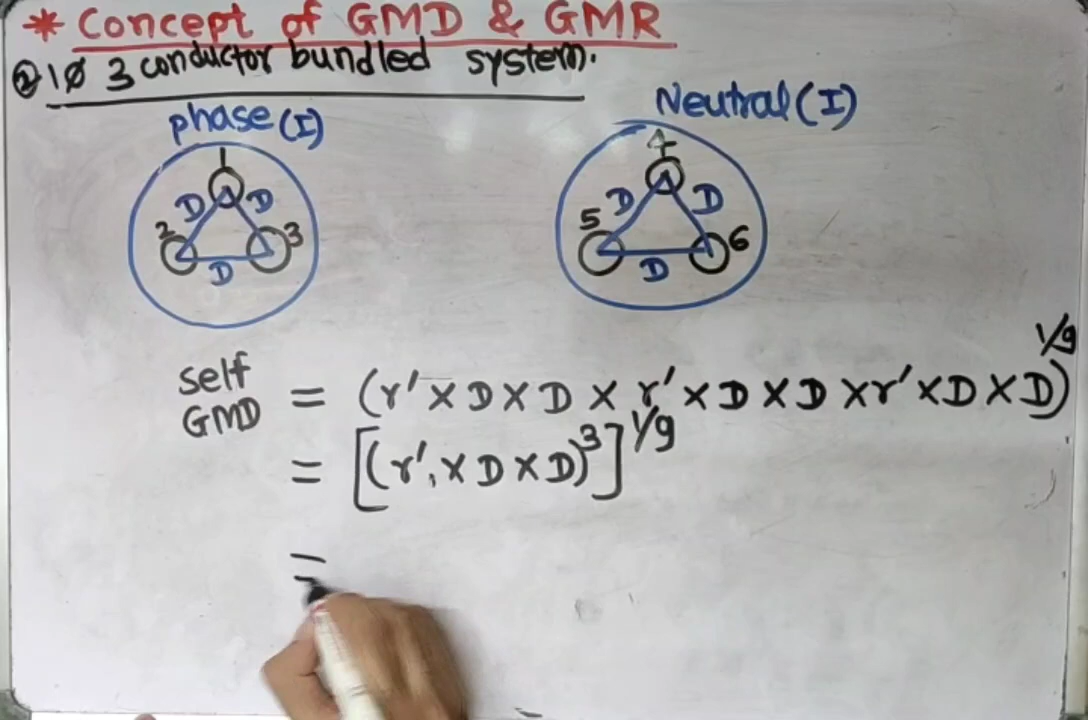 * Concept of GMD & GMR
② 1Ø 3 conductor bundled system.
phase (I)
Neutral (I)
1
D D
2 3
D
4
D D
5 6
D
self GMD = (r' × D × D × r' × D × D × r' × D × D)^1/9
= [(r' × D × D)^3]^1/9
=